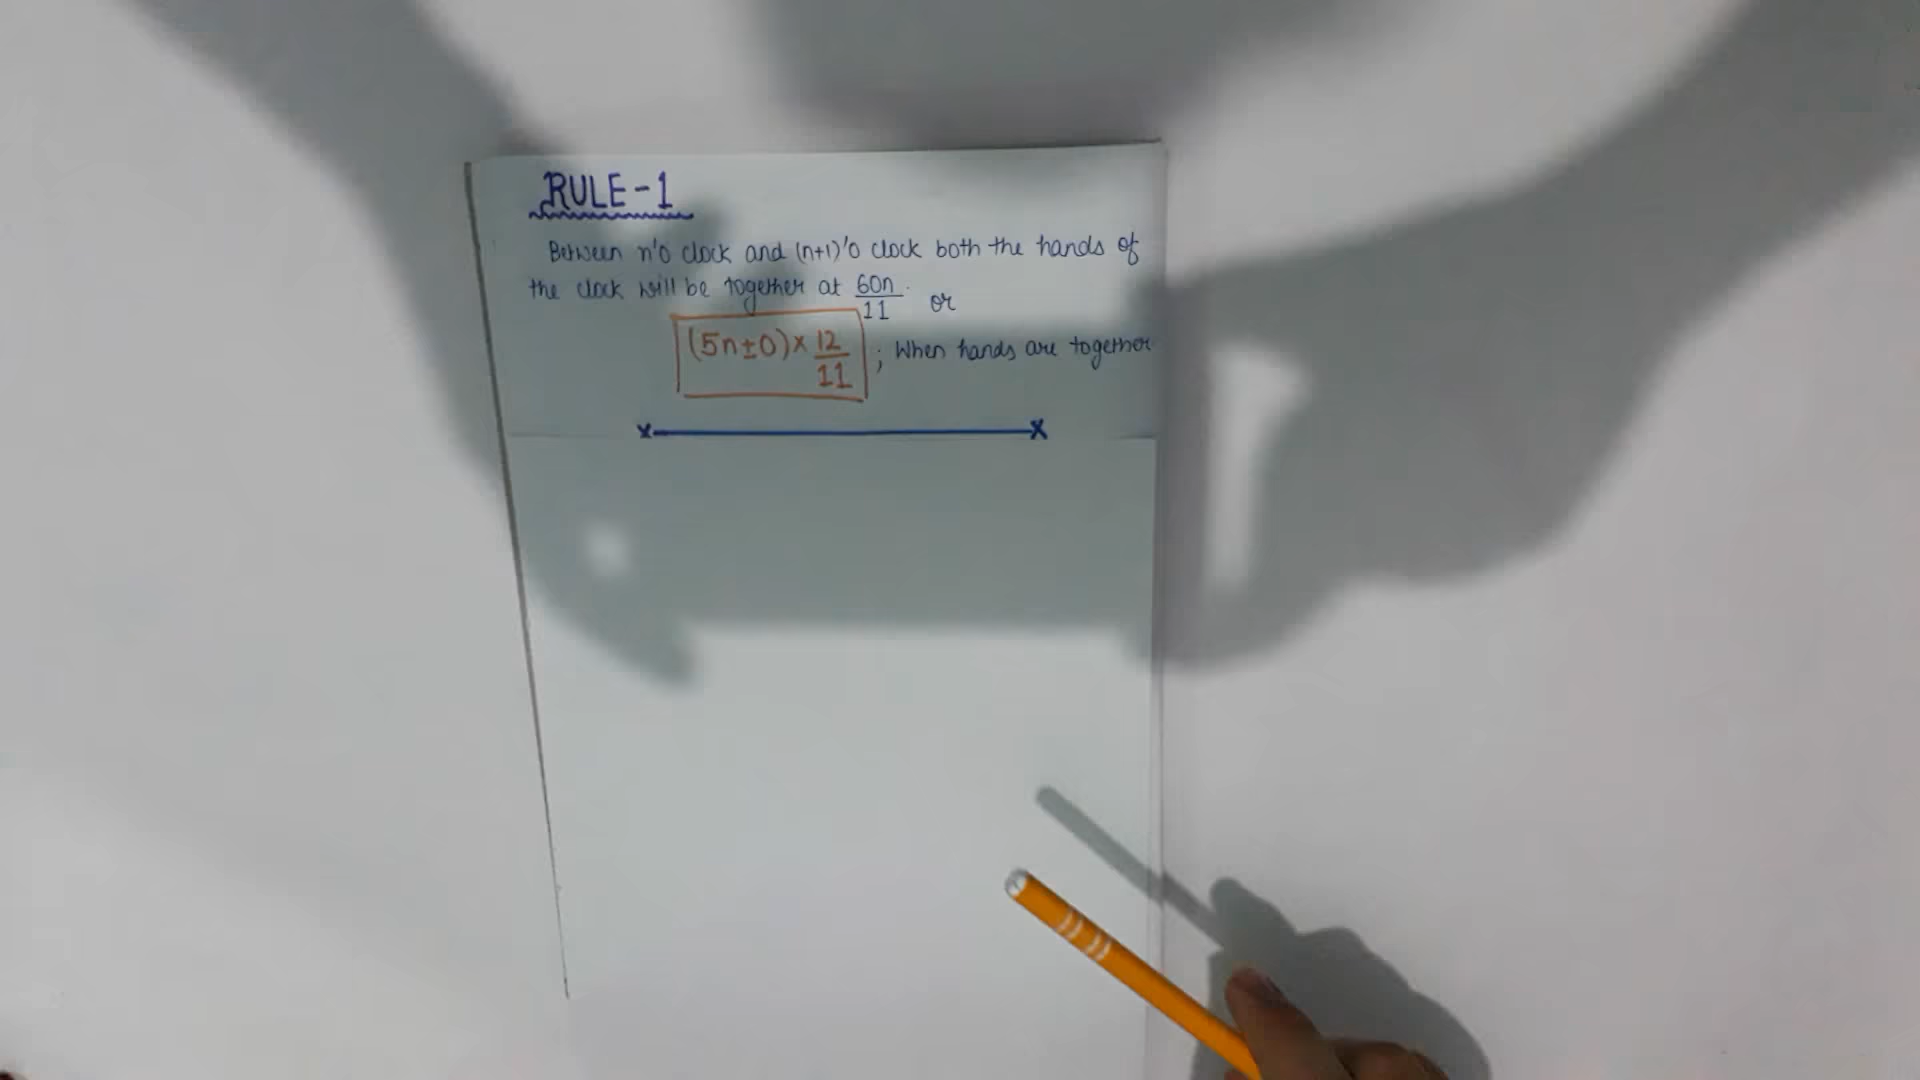 RULE-1
Between n'o clock and (n+1)'o clock both the hands of
the clock will be together at 60n/11. or
(5n±0)× 12/11 ; When hands are together